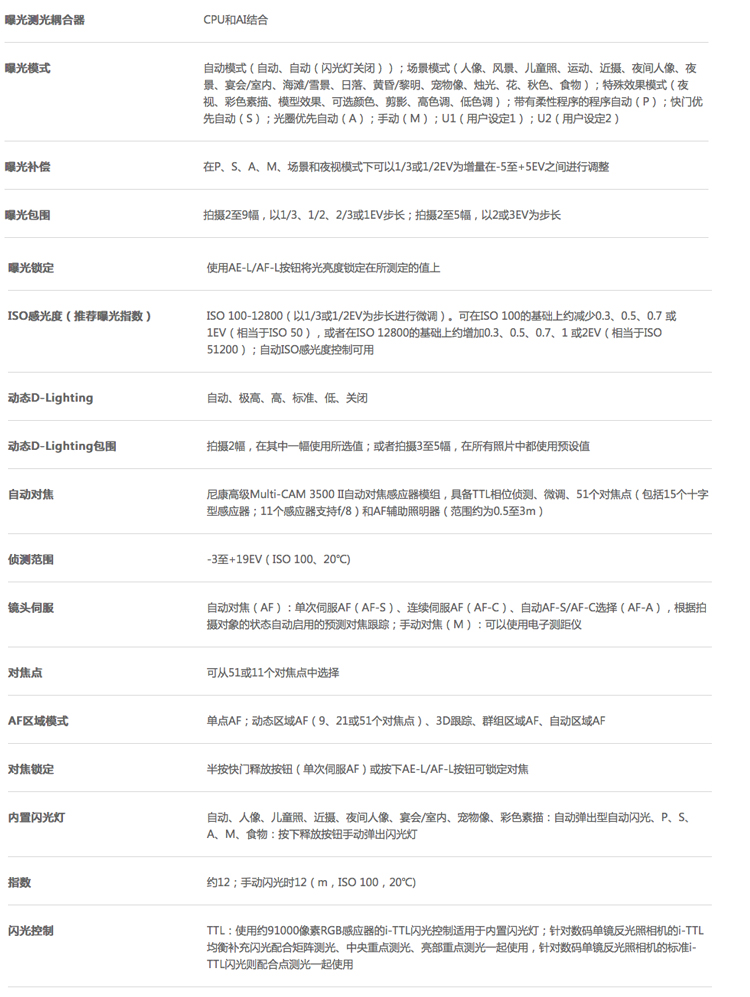 曝光测光耦合器 CPU和AI结合
曝光模式 自动模式（自动、自动（闪光灯关闭））；场景模式（人像、风景、儿童照、运动、近摄、夜间人像、夜
景、宴会/室内、海滩/雪景、日落、黄昏/黎明、宠物像、烛光、花、秋色、食物）；特殊效果模式（夜
视、彩色素描、模型效果、可选颜色、剪影、高色调、低色调）；带有柔性程序的程序自动（P）；快门优
先自动（S）；光圈优先自动（A）；手动（M）；U1（用户设定1）；U2（用户设定2）
曝光补偿 在P、S、A、M、场景和夜视模式下可以1/3或1/2EV为增量在-5至+5EV之间进行调整
曝光包围 拍摄2至9幅，以1/3、1/2、2/3或1EV步长；拍摄2至5幅，以2或3EV为步长
曝光锁定 使用AE-L/AF-L按钮将光亮度锁定在所测定的值上
ISO感光度（推荐曝光指数） ISO 100-12800（以1/3或1/2EV为步长进行微调）。可在ISO 100的基础上约减少0.3、0.5、0.7 或
1EV（相当于ISO 50），或者在ISO 12800的基础上约增加0.3、0.5、0.7、1 或2EV（相当于ISO
51200）；自动ISO感光度控制可用
动态D-Lighting 自动、极高、高、标准、低、关闭
动态D-Lighting包围 拍摄2幅，在其中一幅使用所选值；或者拍摄3至5幅，在所有照片中都使用预设值
自动对焦 尼康高级Multi-CAM 3500 II自动对焦感应器模组，具备TTL相位侦测、微调、51个对焦点（包括15个十字
型感应器；11个感应器支持f/8）和AF辅助照明器（范围约为0.5至3m）
侦测范围 -3至+19EV（ISO 100、20℃)
镜头伺服 自动对焦（AF）：单次伺服AF（AF-S）、连续伺服AF（AF-C）、自动AF-S/AF-C选择（AF-A），根据拍
摄对象的状态自动启用的预测对焦跟踪；手动对焦（M）：可以使用电子测距仪
对焦点 可从51或11个对焦点中选择
AF区域模式 单点AF；动态区域AF（9、21或51个对焦点）、3D跟踪、群组区域AF、自动区域AF
对焦锁定 半按快门释放按钮（单次伺服AF）或按下AE-L/AF-L按钮可锁定对焦
内置闪光灯 自动、人像、儿童照、近摄、夜间人像、宴会/室内、宠物像、彩色素描：自动弹出型自动闪光、P、S、
A、M、食物：按下释放按钮手动弹出闪光灯
指数 约12；手动闪光时12（m，ISO 100，20℃)
闪光控制 TTL：使用约91000像素RGB感应器的i-TTL闪光控制适用于内置闪光灯；针对数码单镜反光照相机的i-TTL
均衡补充闪光配合矩阵测光、中央重点测光、亮部重点测光一起使用，针对数码单镜反光照相机的标准i-
TTL闪光则配合点测光一起使用